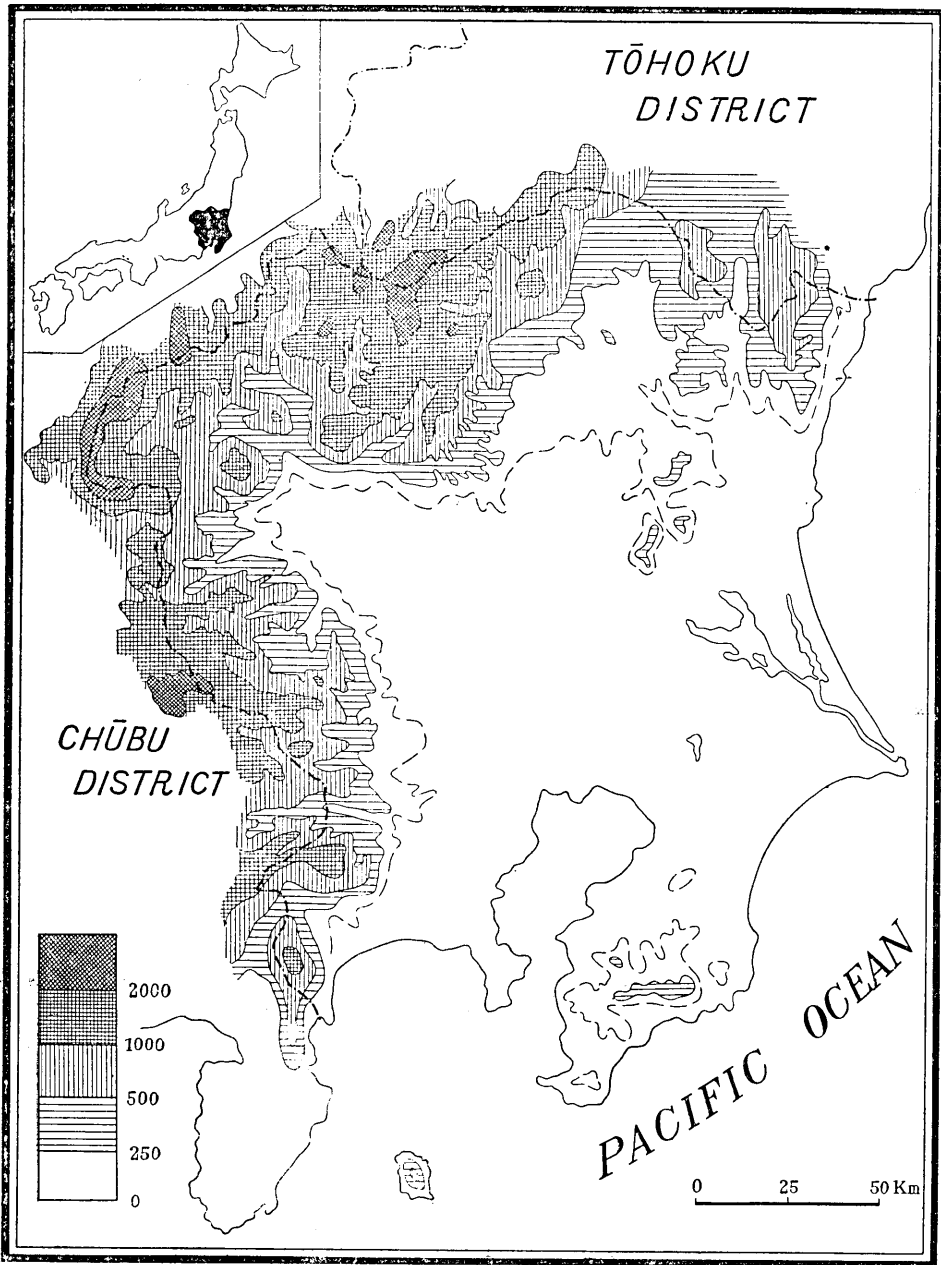 TŌHOKU
DISTRICT
CHŪBU
DISTRICT
2000
1000
500
250
0
PACIFIC OCEAN
0 25 50 Km